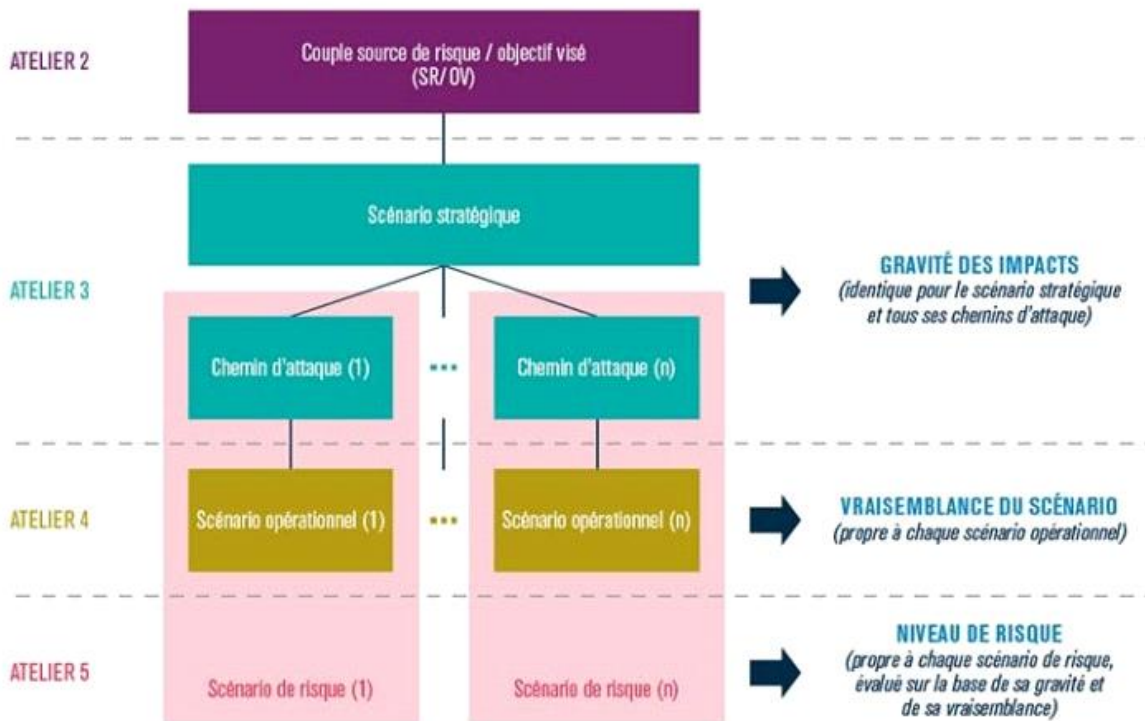 ATELIER 2
Couple source de risque / objectif visé
(SR/ OV)
Scénario stratégique
ATELIER 3
GRAVITÉ DES IMPACTS
(identique pour le scénario stratégique
et tous ses chemins d'attaque)
Chemin d'attaque (1)
Chemin d'attaque (n)
ATELIER 4
Scénario opérationnel (1)
Scénario opérationnel (n)
VRAISEMBLANCE DU SCÉNARIO
(propre à chaque scénario opérationnel)
ATELIER 5
Scénario de risque (1)
Scénario de risque (n)
NIVEAU DE RISQUE
(propre à chaque scénario de risque,
évalué sur la base de sa gravité et
de sa vraisemblance)